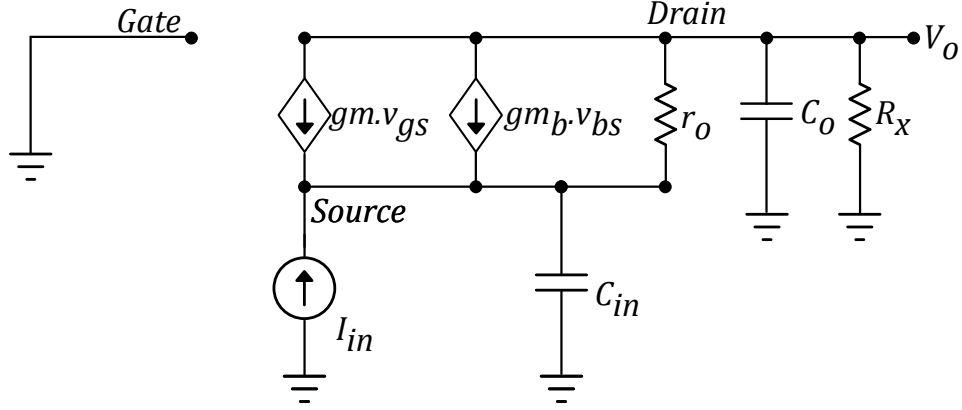 Drain
Gate
V_o
gm.v_gs
gm_b.v_bs
r_o
C_o
R_x
Source
C_in
I_in